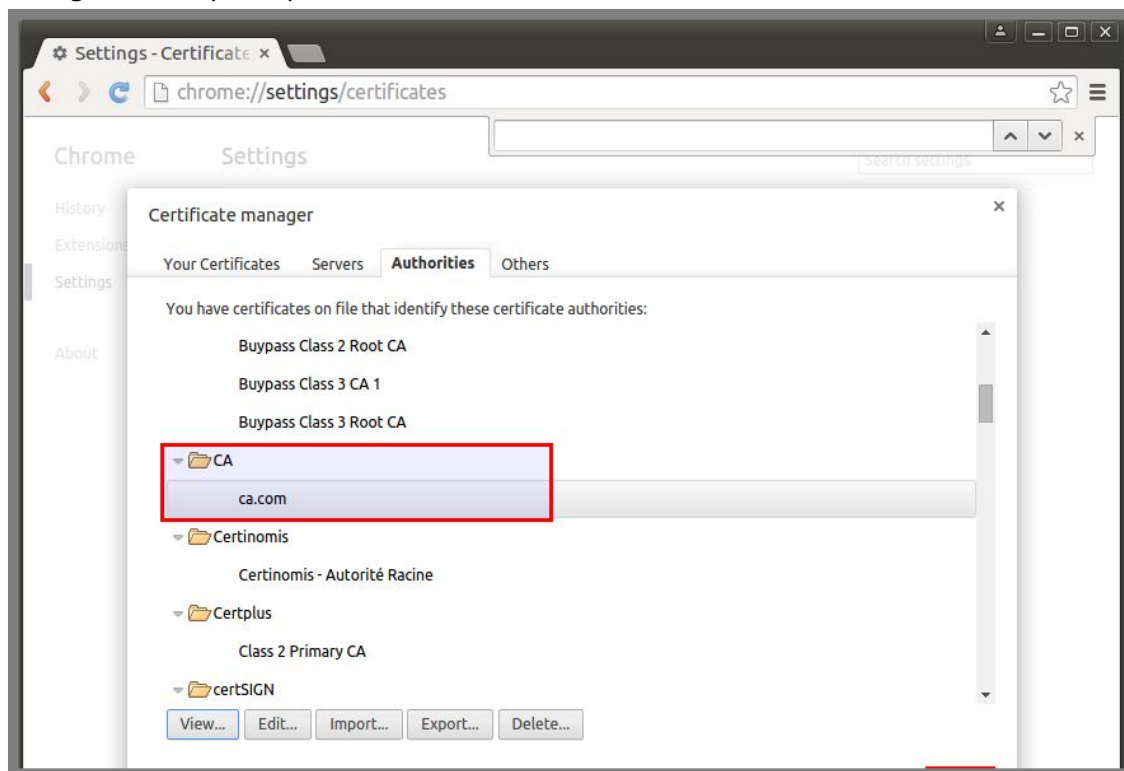 Settings - Certificate ×
chrome://settings/certificates
Chrome Settings
Search settings
History
Extensions
Settings
About
Certificate manager
Your Certificates Servers Authorities Others
You have certificates on file that identify these certificate authorities:
Buypass Class 2 Root CA
Buypass Class 3 CA 1
Buypass Class 3 Root CA
CA
ca.com
Certinomis
Certinomis - Autorité Racine
Certplus
Class 2 Primary CA
certSIGN
View... Edit... Import... Export... Delete...